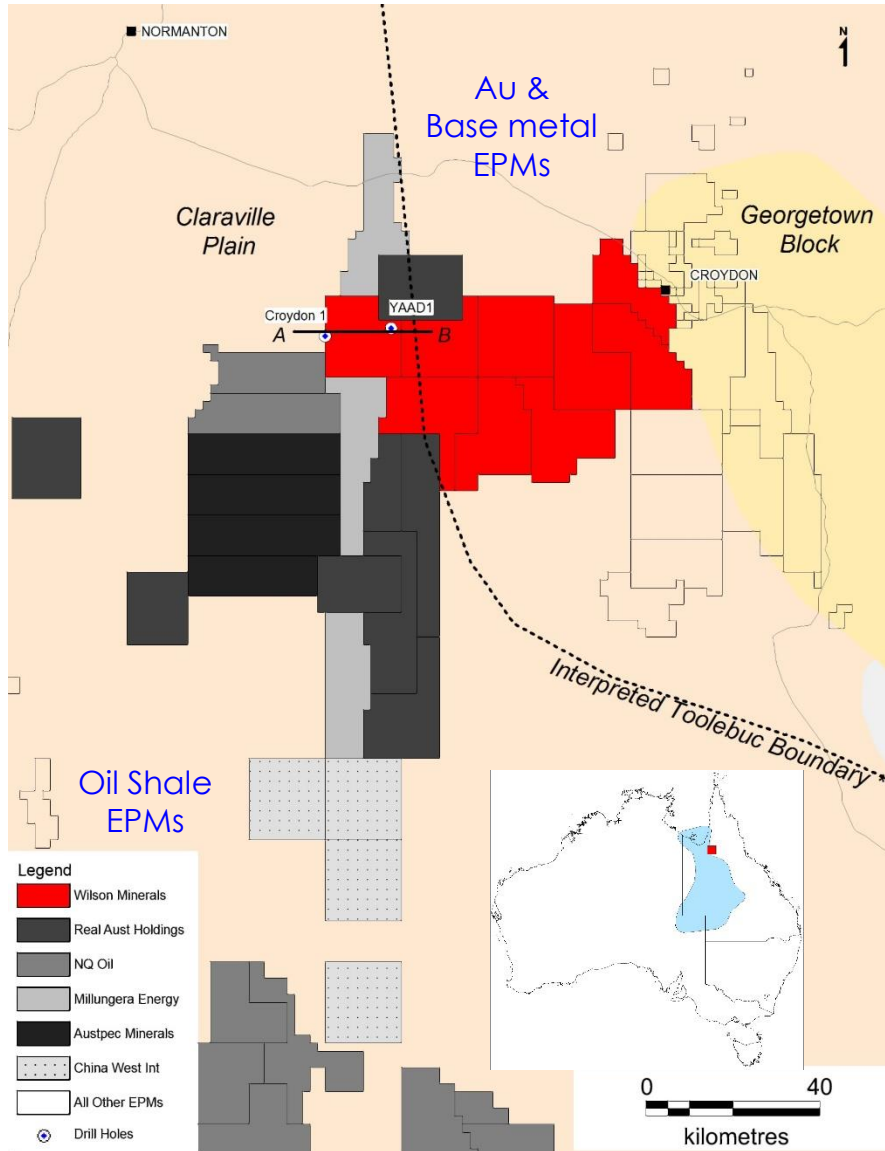 NORMANTON
N
Au &
Base metal
EPMs
Claraville
Plain
Georgetown
Block
CROYDON
Croydon 1
YAAD1
A
B
Interpreted Toolebuc Boundary
Oil Shale
EPMs
Legend
Wilson Minerals
Real Aust Holdings
NQ Oil
Millungera Energy
Austpec Minerals
China West Int
All Other EPMs
Drill Holes
0 40
kilometres